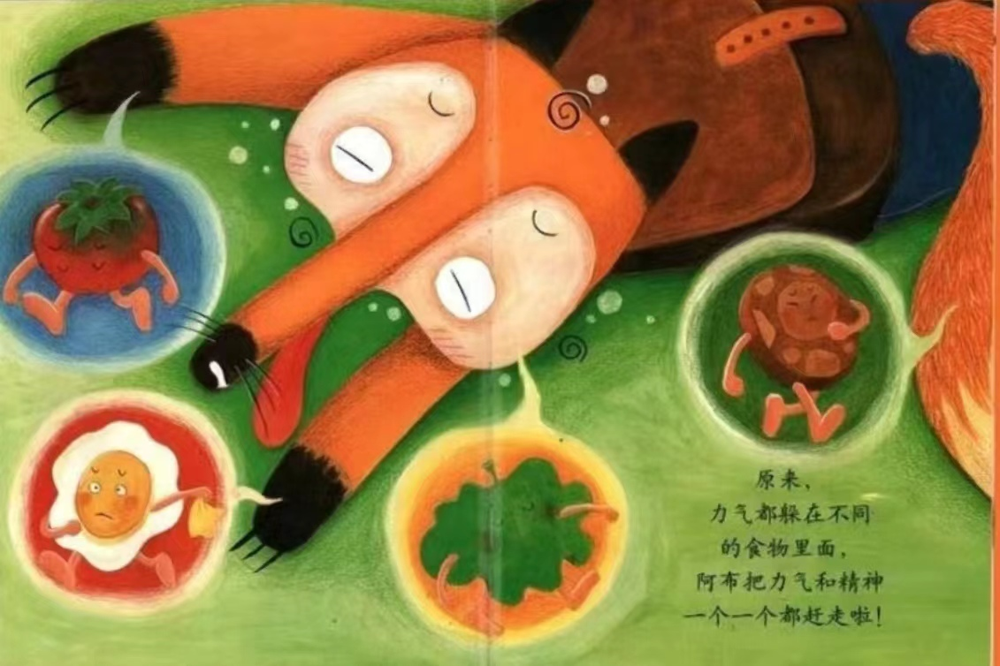 原来，
力气都躲在不同
的食物里面，
阿布把力气和精神
一个一个都赶走啦！